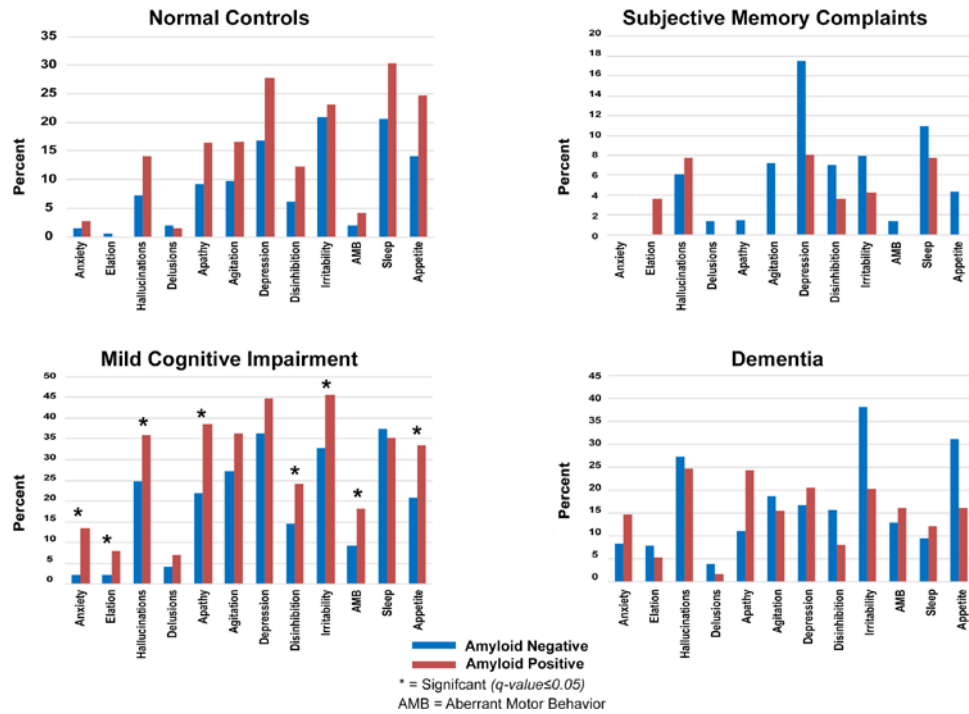 Normal Controls
35
30
25
20
15
10
5
0
Percent
Anxiety
Elation
Hallucinations
Delusions
Apathy
Agitation
Depression
Disinhibition
Irritability
AMB
Sleep
Appetite
Subjective Memory Complaints
20
18
16
14
12
10
8
6
4
2
0
Percent
Anxiety
Elation
Hallucinations
Delusions
Apathy
Agitation
Depression
Disinhibition
Irritability
AMB
Sleep
Appetite
Mild Cognitive Impairment
50
45
40
35
30
25
20
15
10
5
0
Percent
*
*
*
*
*
*
*
*
Anxiety
Elation
Hallucinations
Delusions
Apathy
Agitation
Depression
Disinhibition
Irritability
AMB
Sleep
Appetite
Dementia
45
40
35
30
25
20
15
10
5
0
Percent
Anxiety
Elation
Hallucinations
Delusions
Apathy
Agitation
Depression
Disinhibition
Irritability
AMB
Sleep
Appetite
Amyloid Negative
Amyloid Positive
* = Signifcant (q-value≤0.05)
AMB = Aberrant Motor Behavior